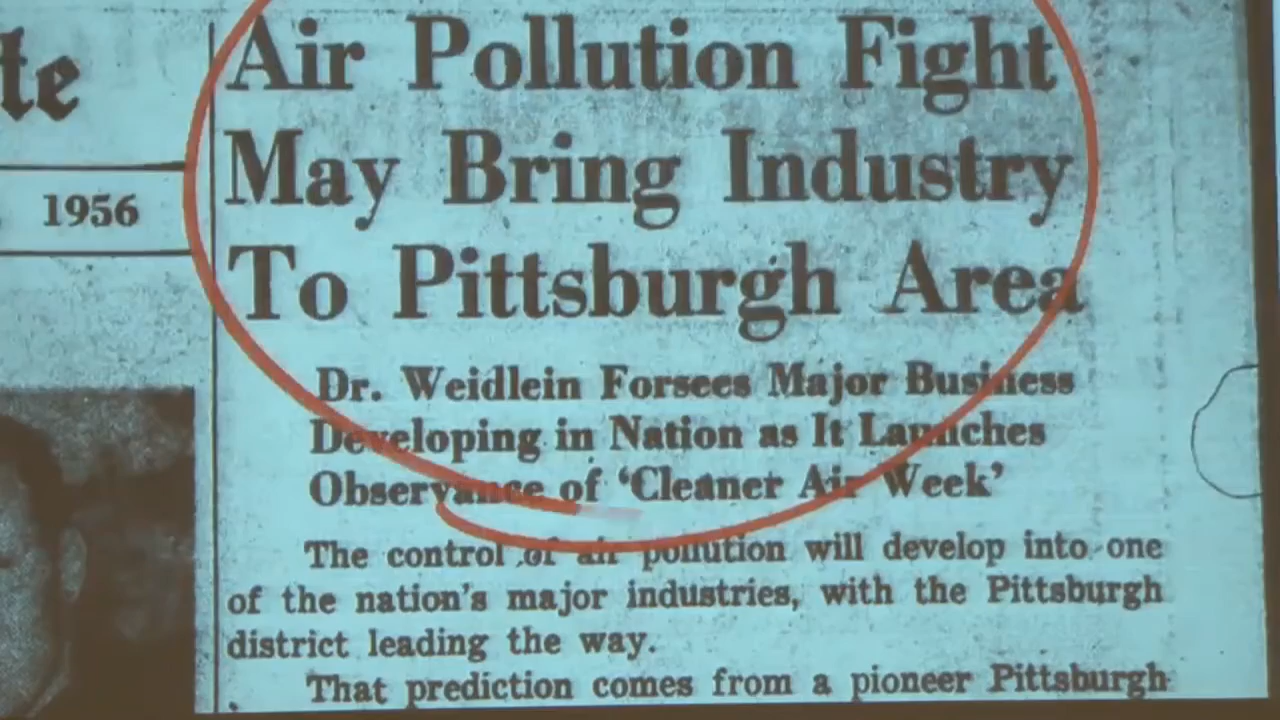 te
1956
Air Pollution Fight
May Bring Industry
To Pittsburgh Area
Dr. Weidlein Forsees Major Business
Developing in Nation as It Launches
Observance of 'Cleaner Air Week'
The control of air pollution will develop into one
of the nation's major industries, with the Pittsburgh
district leading the way.
That prediction comes from a pioneer Pittsburgh